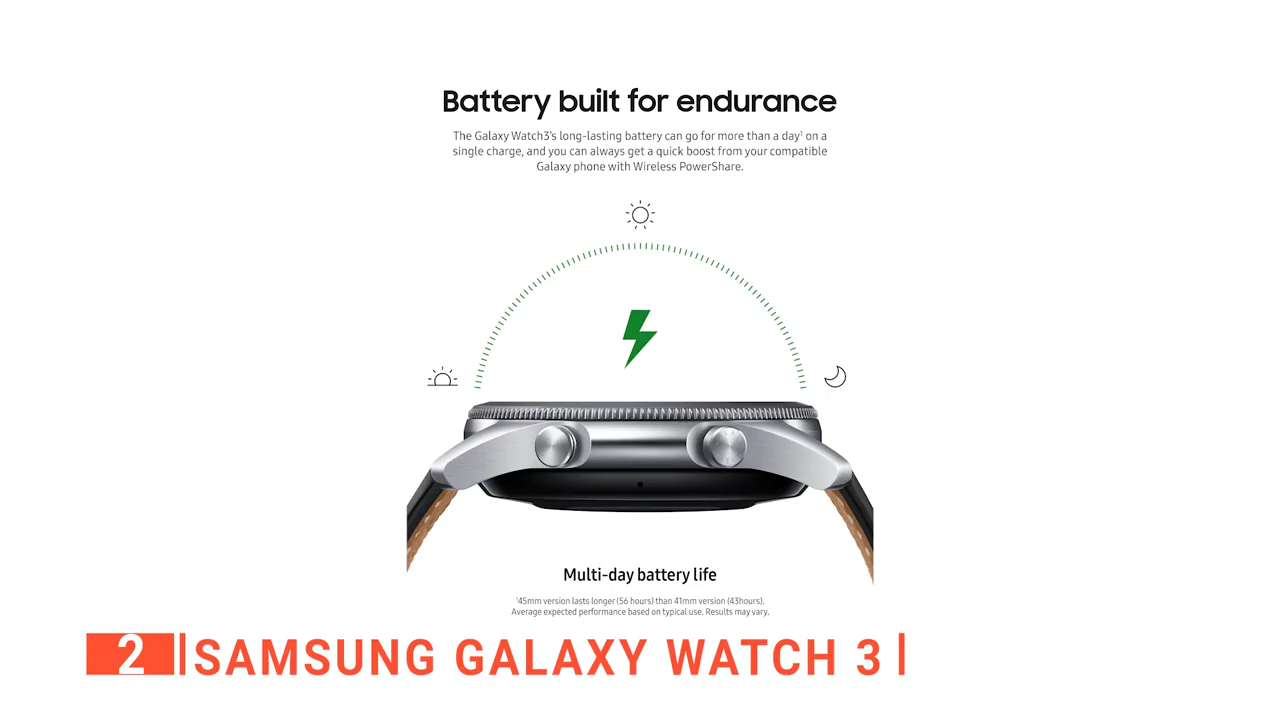 Battery built for endurance
The Galaxy Watch3's long-lasting battery can go for more than a day¹ on a
single charge, and you can always get a quick boost from your compatible
Galaxy phone with Wireless PowerShare.
Multi-day battery life
¹45mm version lasts longer (56 hours) than 41mm version (43hours).
Average expected performance based on typical use. Results may vary.
2 SAMSUNG GALAXY WATCH 3